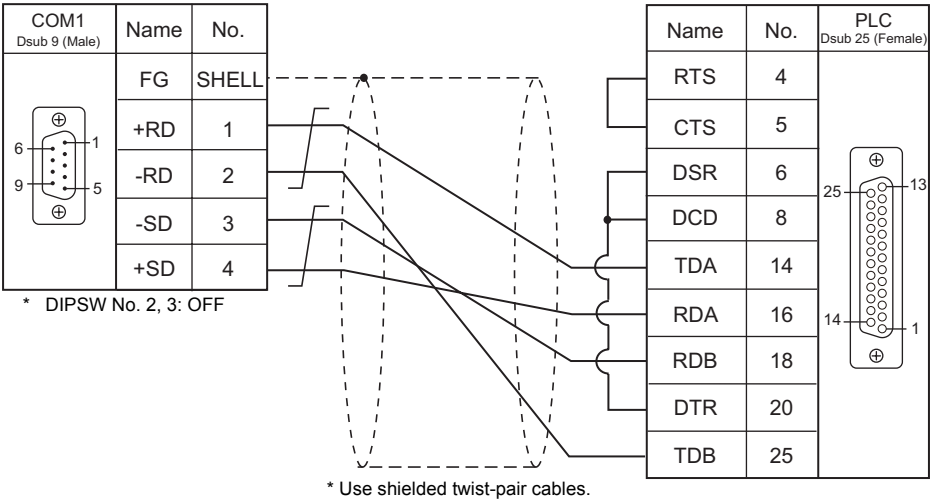 COM1
Dsub 9 (Male)
Name No.
FG SHELL
+RD 1
-RD 2
-SD 3
+SD 4
6 1
9 5
* DIPSW No. 2, 3: OFF
Name No.
PLC
Dsub 25 (Female)
RTS 4
CTS 5
DSR 6
DCD 8
TDA 14
RDA 16
RDB 18
DTR 20
TDB 25
25 13
14 1
* Use shielded twist-pair cables.